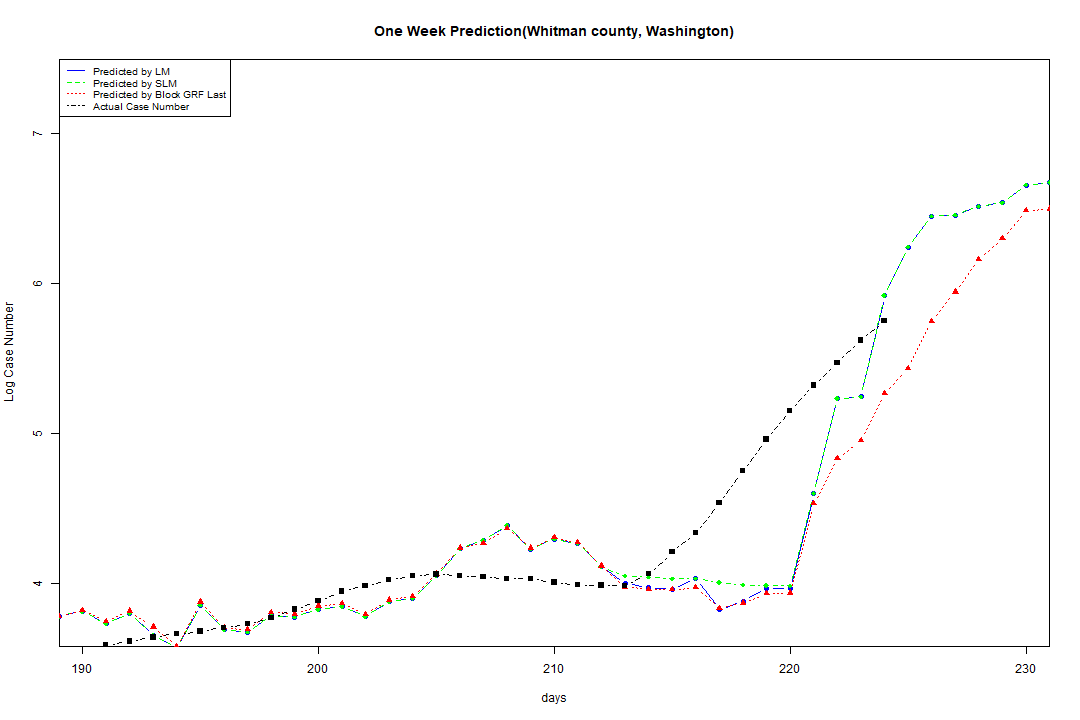 One Week Prediction(Whitman county, Washington)
Predicted by LM
Predicted by SLM
Predicted by Block GRF Last
Actual Case Number
7
6
5
4
Log Case Number
190 200 210 220 230
days